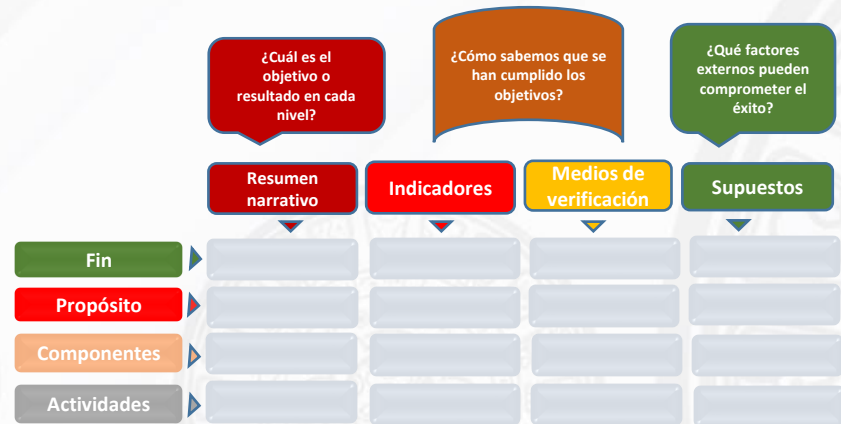 ¿Cuál es el
objetivo o
resultado en cada
nivel?
¿Cómo sabemos que se
han cumplido los
objetivos?
¿Qué factores
externos pueden
comprometer el
éxito?
Resumen
narrativo
Indicadores
Medios de
verificación
Supuestos
Fin
Propósito
Componentes
Actividades